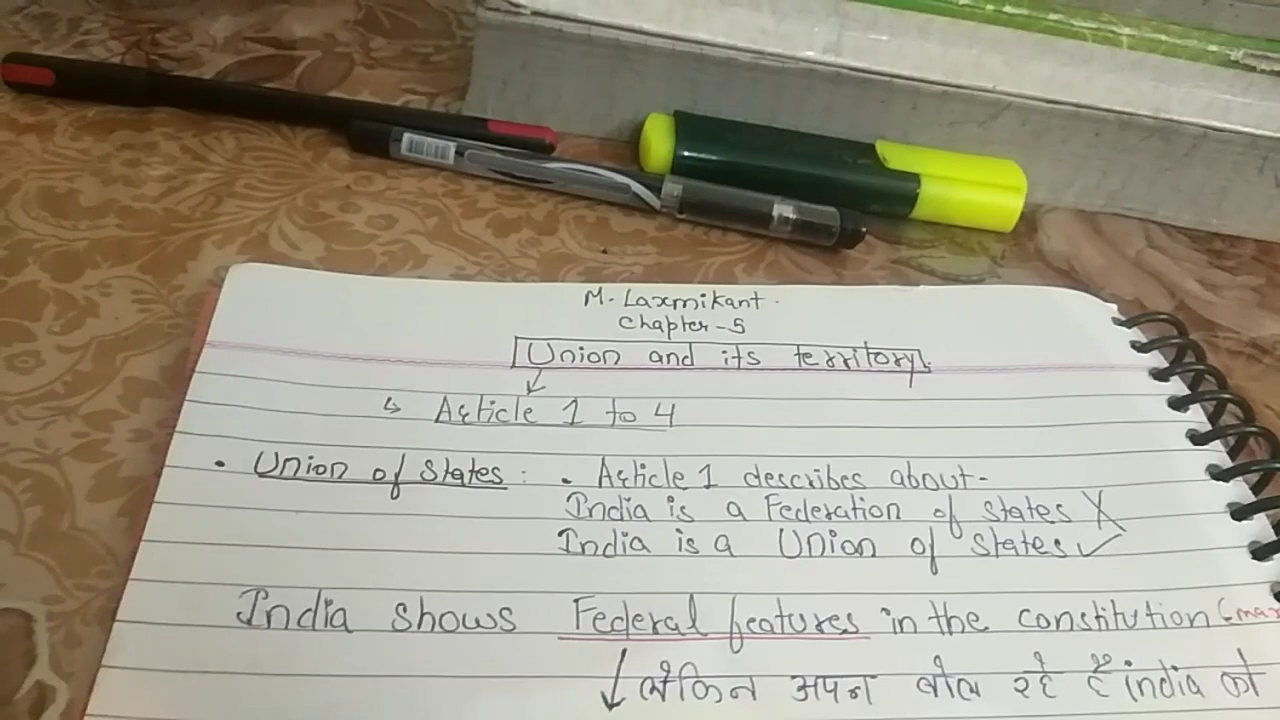 M. Laxmikant.
Chapter-5
Union and its territory.
↳ Article 1 to 4
• Union of States: • Article 1 describes about-
India is a Federation of states X
India is a Union of states ✓
India shows Federal features in the constitution (max
↓ लेकिन अपन बोल रहे हैं india को